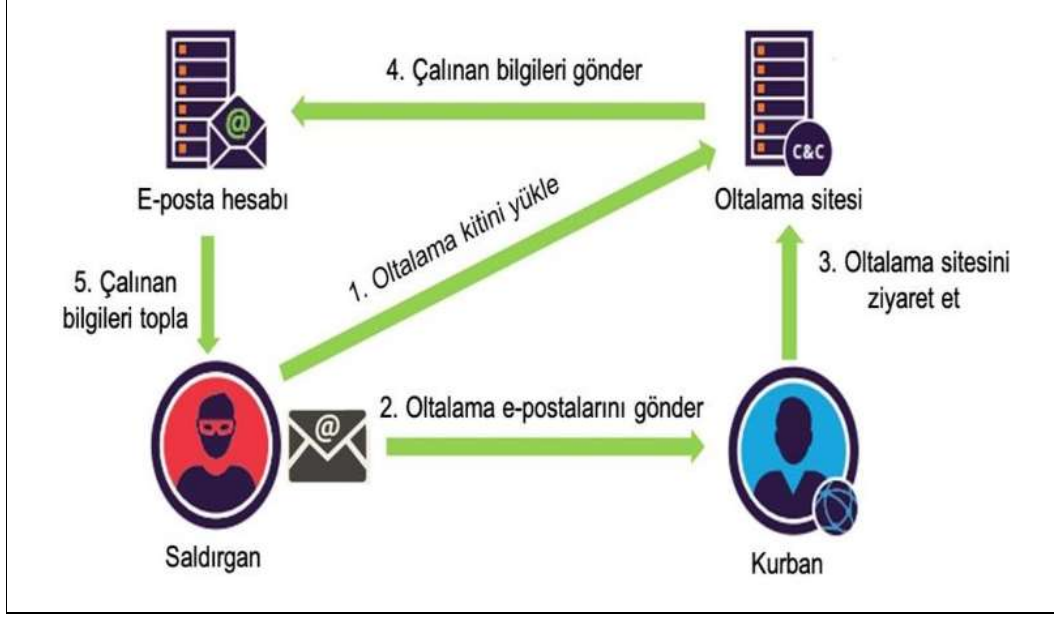 4. Çalınan bilgileri gönder
@
C&C
E-posta hesabı
Oltalama sitesi
1. Oltalama kitini yükle
5. Çalınan
bilgileri topla
3. Oltalama sitesini
ziyaret et
2. Oltalama e-postalarını gönder
@
Saldırgan
Kurban